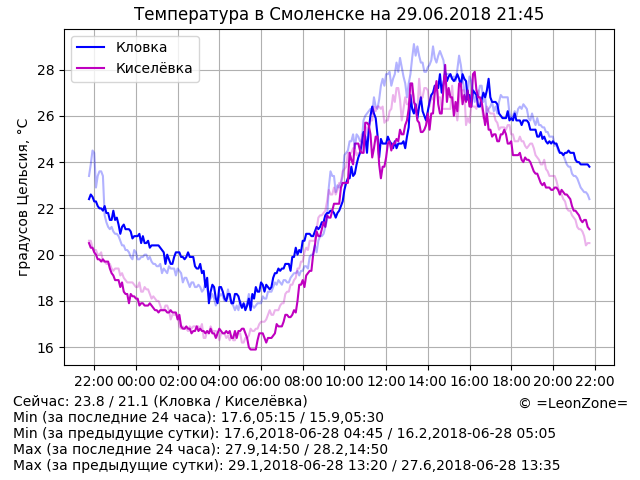 Температура в Смоленске на 29.06.2018 21:45
Кловка
Киселёвка
градусов Цельсия, °C
28
26
24
22
20
18
16
22:00 00:00 02:00 04:00 06:00 08:00 10:00 12:00 14:00 16:00 18:00 20:00 22:00
Сейчас: 23.8 / 21.1 (Кловка / Киселёвка)
© =LeonZone=
Min (за последние 24 часа): 17.6,05:15 / 15.9,05:30
Min (за предыдущие сутки): 17.6,2018-06-28 04:45 / 16.2,2018-06-28 05:05
Max (за последние 24 часа): 27.9,14:50 / 28.2,14:50
Max (за предыдущие сутки): 29.1,2018-06-28 13:20 / 27.6,2018-06-28 13:35